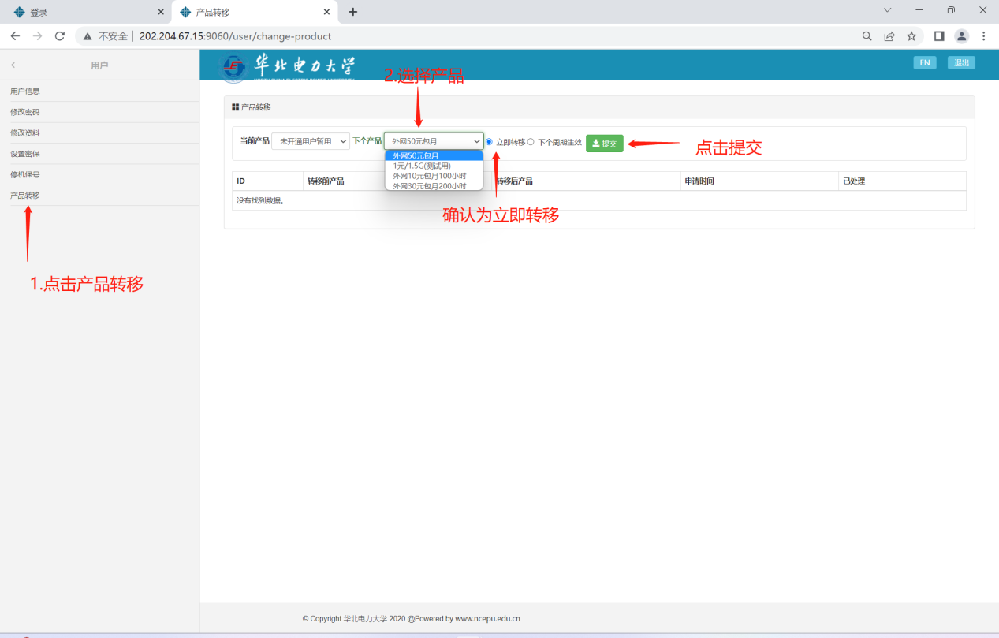 登录
产品转移
不安全 202.204.67.15:9060/user/change-product
用户
华北电力大学
NORTH CHINA ELECTRIC POWER UNIVERSITY
EN 退出
2.选择产品
用户信息
修改密码
修改资料
设置密保
停机保号
产品转移
1.点击产品转移
产品转移
当前产品 未开通用户暂用 下个产品 外网50元包月 立即转移 下个周期生效 提交
点击提交
外网50元包月
1元/1.5G(测试用)
外网10元包月100小时
外网30元包月200小时
ID 转移前产品 转移后产品 申请时间 已处理
没有找到数据。
确认为立即转移
© Copyright 华北电力大学 2020 @Powered by www.ncepu.edu.cn